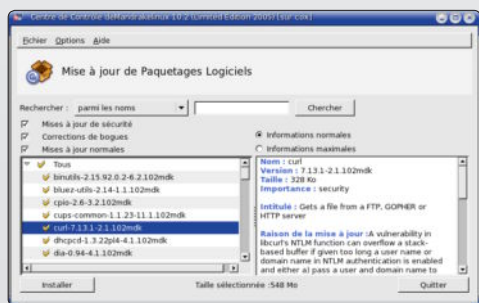 Centre de Contrôle deMandrakelinux 10.2 (Limited Edition 2005) [sur cox]
Fichier Options Aide
Mise à jour de Paquetages Logiciels
Rechercher : parmi les noms Chercher
Mises à jour de sécurité
Corrections de bogues
Mises à jour normales
Informations normales
Informations maximales
Tous
binutils-2.15.92.0.2-6.2.102mdk
bluez-utils-2.14-1.1.102mdk
cpio-2.6-3.2.102mdk
cups-common-1.1.23-11.1.102mdk
curl-7.13.1-2.1.102mdk
dhcpcd-1.3.22pl4-4.1.102mdk
dia-0.94-4.1.102mdk
Nom : curl
Version : 7.13.1-2.1.102mdk
Taille : 328 Ko
Importance : security
Intitulé : Gets a file from a FTP, GOPHER or
HTTP server
Raison de la mise à jour :A vulnerability in
libcurl's NTLM function can overflow a stack-
based buffer if given too long a user name or
domain name in NTLM authentication is enabled
and either a) pass a user and domain name to
Installer Taille sélectionnée :548 Mo Quitter